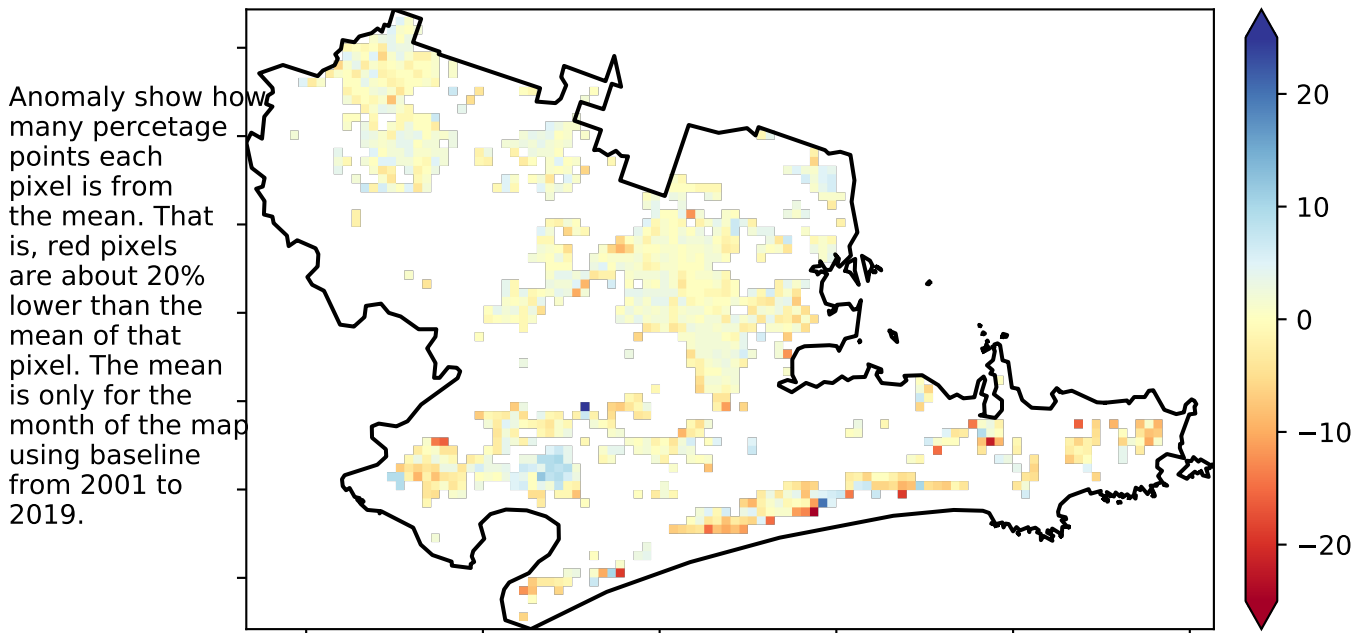 Anomaly show how
many percetage
points each
pixel is from
the mean. That
is, red pixels
are about 20%
lower than the
mean of that
pixel. The mean
is only for the
month of the map
using baseline
from 2001 to
2019.
20
10
0
−10
−20